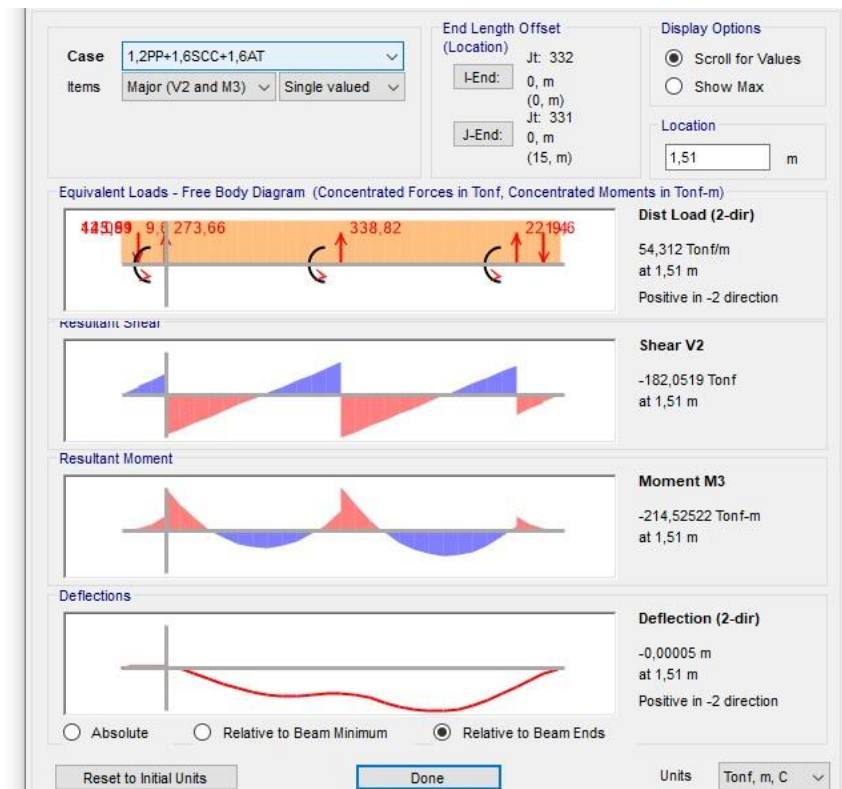 Case 1,2PP+1,6SCC+1,6AT
Items Major (V2 and M3) Single valued
End Length Offset
(Location)
Jt: 332
I-End: 0, m
(0, m)
Jt: 331
J-End: 0, m
(15, m)
Display Options
Scroll for Values
Show Max
Location
1,51 m
Equivalent Loads - Free Body Diagram (Concentrated Forces in Tonf, Concentrated Moments in Tonf-m)
273,66 338,82
Dist Load (2-dir)
54,312 Tonf/m
at 1,51 m
Positive in -2 direction
Resultant Shear
Shear V2
-182,0519 Tonf
at 1,51 m
Resultant Moment
Moment M3
-214,52522 Tonf-m
at 1,51 m
Deflections
Deflection (2-dir)
-0,00005 m
at 1,51 m
Positive in -2 direction
Absolute Relative to Beam Minimum Relative to Beam Ends
Reset to Initial Units Done Units Tonf, m, C